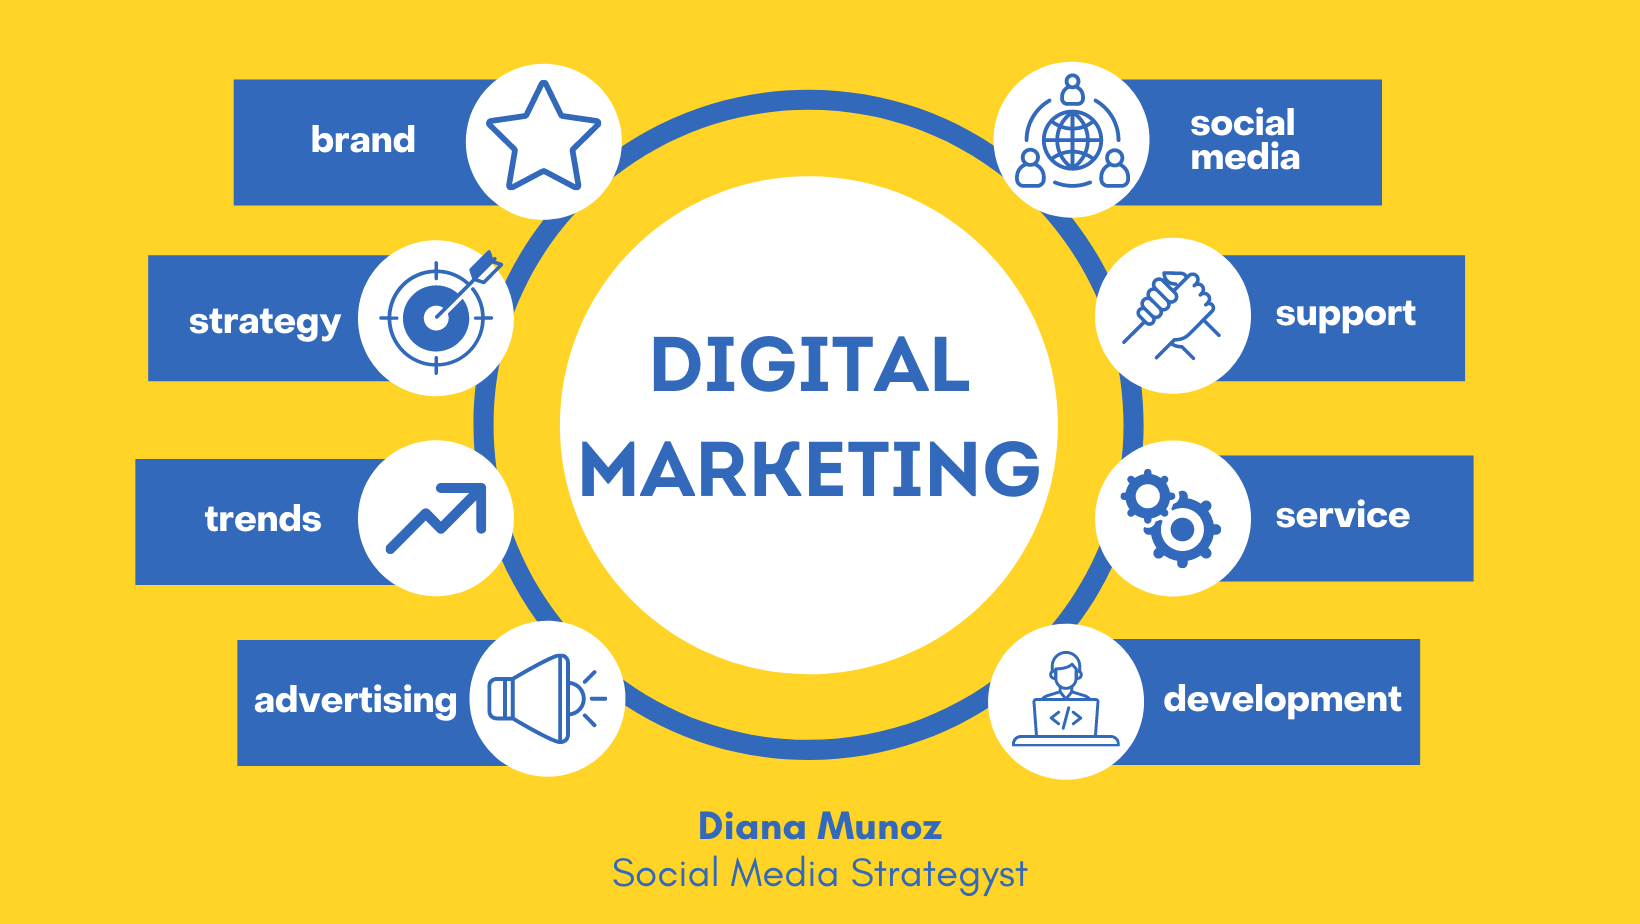 brand
social
media
strategy
support
DIGITAL
MARKETING
trends
service
advertising
</>
development
Diana Munoz
Social Media Strategyst